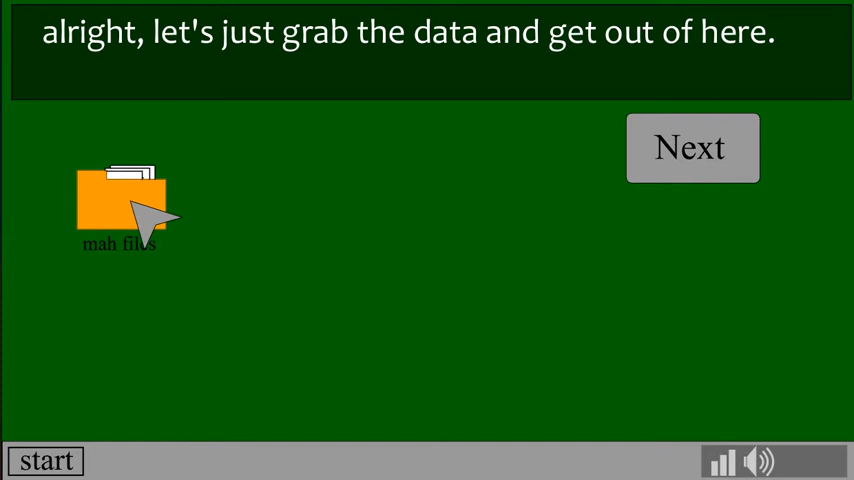 alright, let's just grab the data and get out of here.
Next
mah files
start